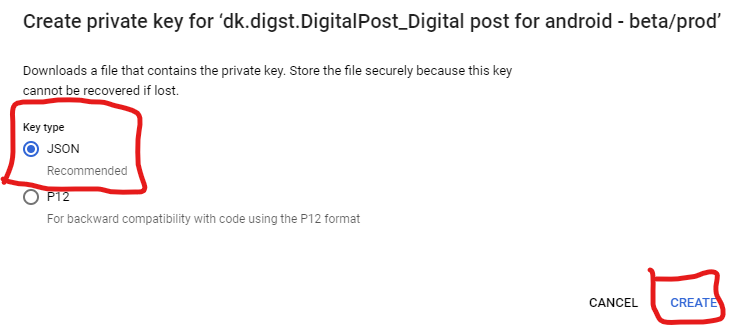 Create private key for ‘dk.digst.DigitalPost_Digital post for android - beta/prod’
Downloads a file that contains the private key. Store the file securely because this key
cannot be recovered if lost.
Key type
JSON
Recommended
P12
For backward compatibility with code using the P12 format
CANCEL CREATE